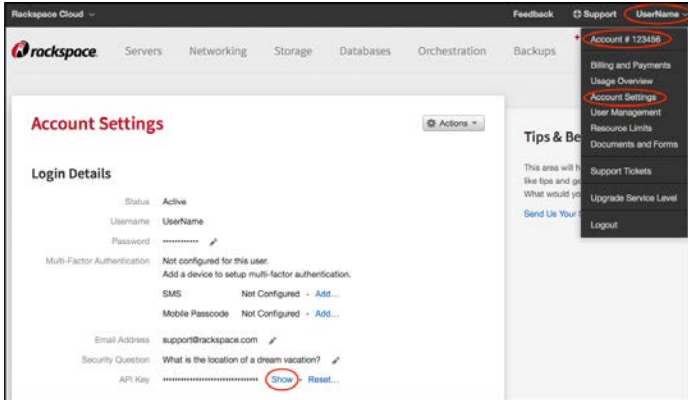 Rackspace Cloud
Feedback
Support
UserName
rackspace.
Servers
Networking
Storage
Databases
Orchestration
Backups
Account # 123456
Billing and Payments
Usage Overview
Account Settings
User Management
Resource Limits
Documents and Forms
Support Tickets
Upgrade Service Level
Logout
Account Settings
Actions
Login Details
Status Active
Username UserName
Password ••••••••••••
Multi-Factor Authentication Not configured for this user.
Add a device to setup multi-factor authentication.
SMS Not Configured - Add...
Mobile Passcode Not Configured - Add...
Email Address support@rackspace.com
Security Question What is the location of a dream vacation?
API Key •••••••••••••••••••••••••••••••• Show - Reset...
Tips & Be
This area will h
like tips and ge
What would yo
Send Us Your